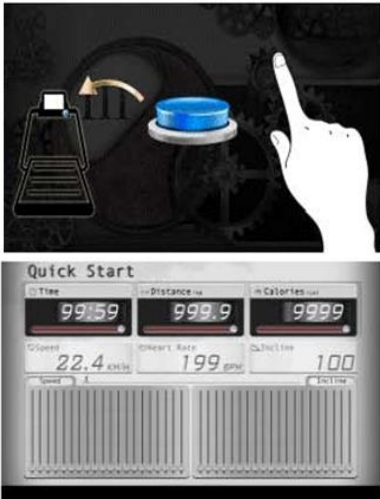 Quick Start
Time Distance Calories
99:59 999.9 9999
Speed Heart Rate Incline
22.4 199 100
Speed Incline